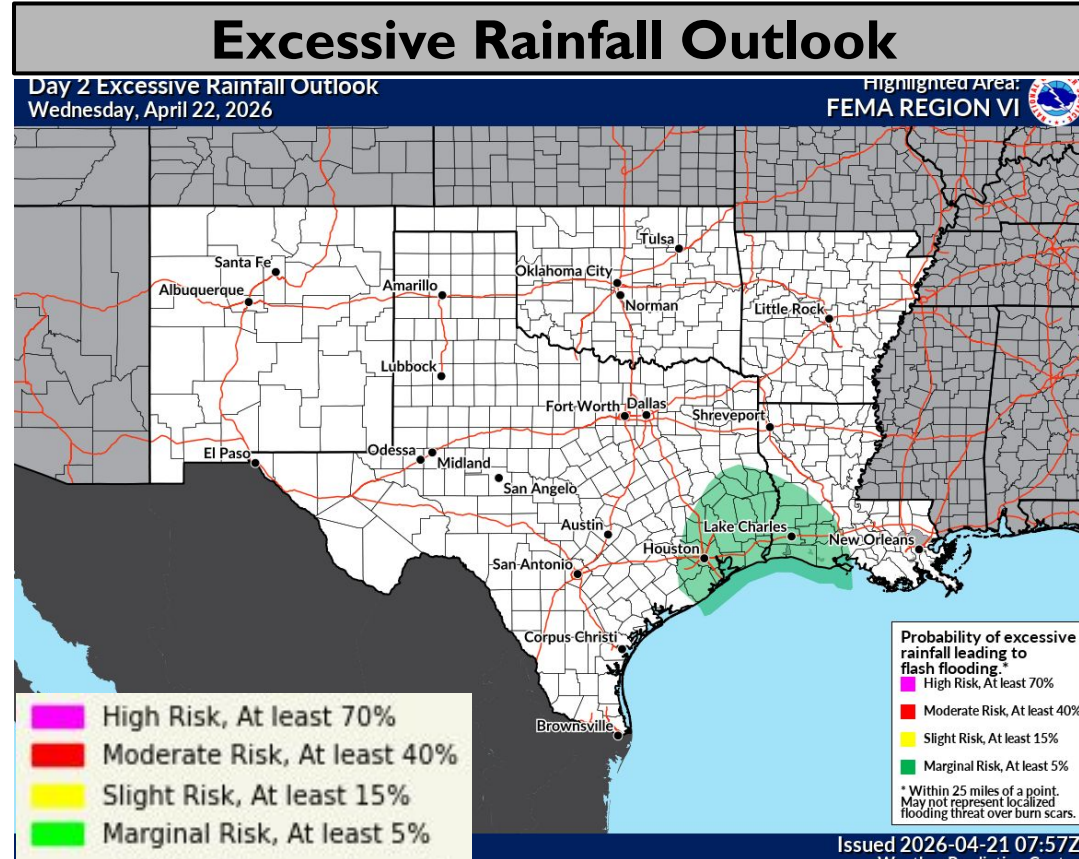 Excessive Rainfall Outlook
Day 2 Excessive Rainfall Outlook
Wednesday, April 22, 2026
Highlighted Area:
FEMA REGION VI
Tulsa
Santa Fe
Oklahoma City
Albuquerque
Amarillo
Norman
Little Rock
Lubbock
Fort Worth
Dallas
Shreveport
El Paso
Odessa
Midland
San Angelo
Austin
Lake Charles
New Orleans
Houston
San Antonio
Corpus Christi
Brownsville
Probability of excessive
rainfall leading to
flash flooding.*
High Risk, At least 70%
Moderate Risk, At least 40%
Slight Risk, At least 15%
Marginal Risk, At least 5%
* Within 25 miles of a point.
May not represent localized
flooding threat over burn scars.
High Risk, At least 70%
Moderate Risk, At least 40%
Slight Risk, At least 15%
Marginal Risk, At least 5%
Issued 2026-04-21 07:57Z